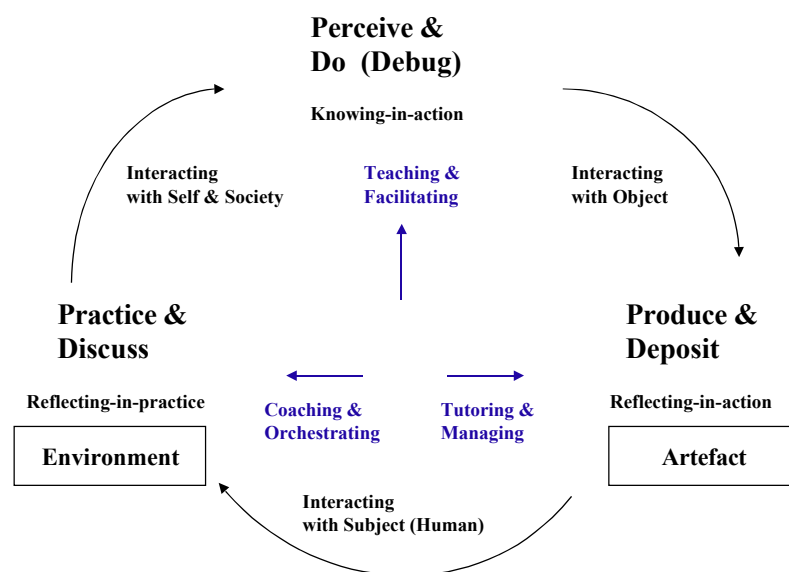 Perceive &
Do (Debug)
Knowing-in-action
Interacting
with Self & Society
Teaching &
Facilitating
Interacting
with Object
Practice &
Discuss
Produce &
Deposit
Reflecting-in-practice
Coaching &
Orchestrating
Tutoring &
Managing
Reflecting-in-action
Environment
Artefact
Interacting
with Subject (Human)